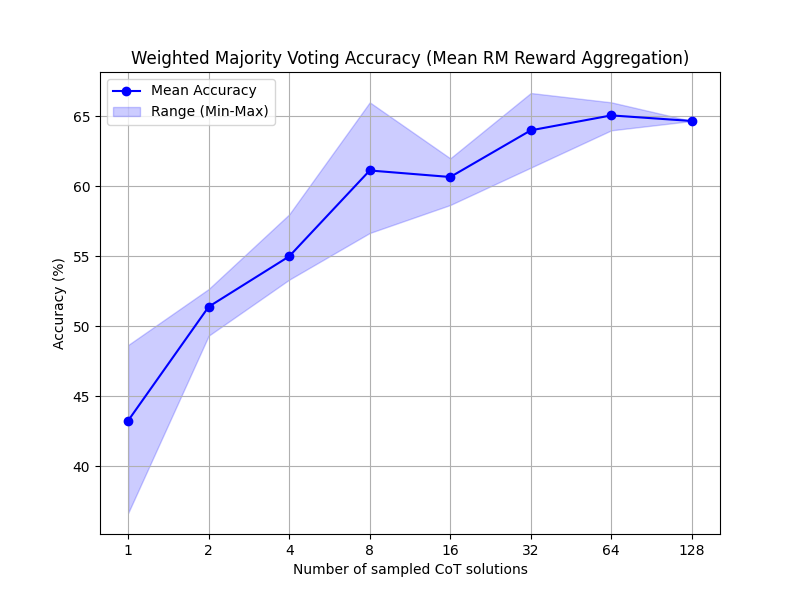 Weighted Majority Voting Accuracy (Mean RM Reward Aggregation)
Mean Accuracy
Range (Min-Max)
Accuracy (%)
65
60
55
50
45
40
1 2 4 8 16 32 64 128
Number of sampled CoT solutions